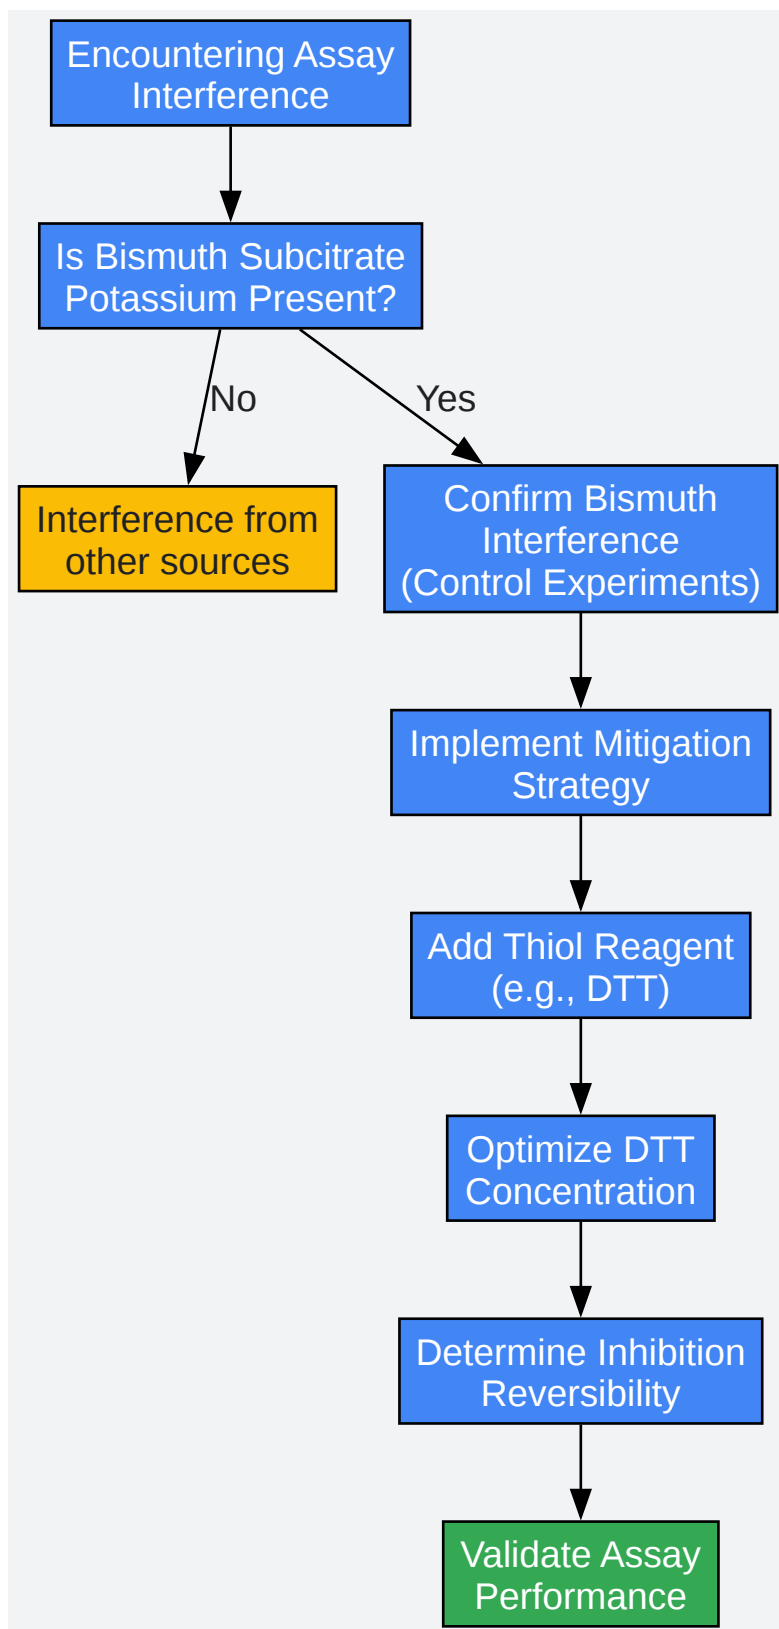 Encountering Assay
Interference
Is Bismuth Subcitrate
Potassium Present?
No
Yes
Interference from
other sources
Confirm Bismuth
Interference
(Control Experiments)
Implement Mitigation
Strategy
Add Thiol Reagent
(e.g., DTT)
Optimize DTT
Concentration
Determine Inhibition
Reversibility
Validate Assay
Performance